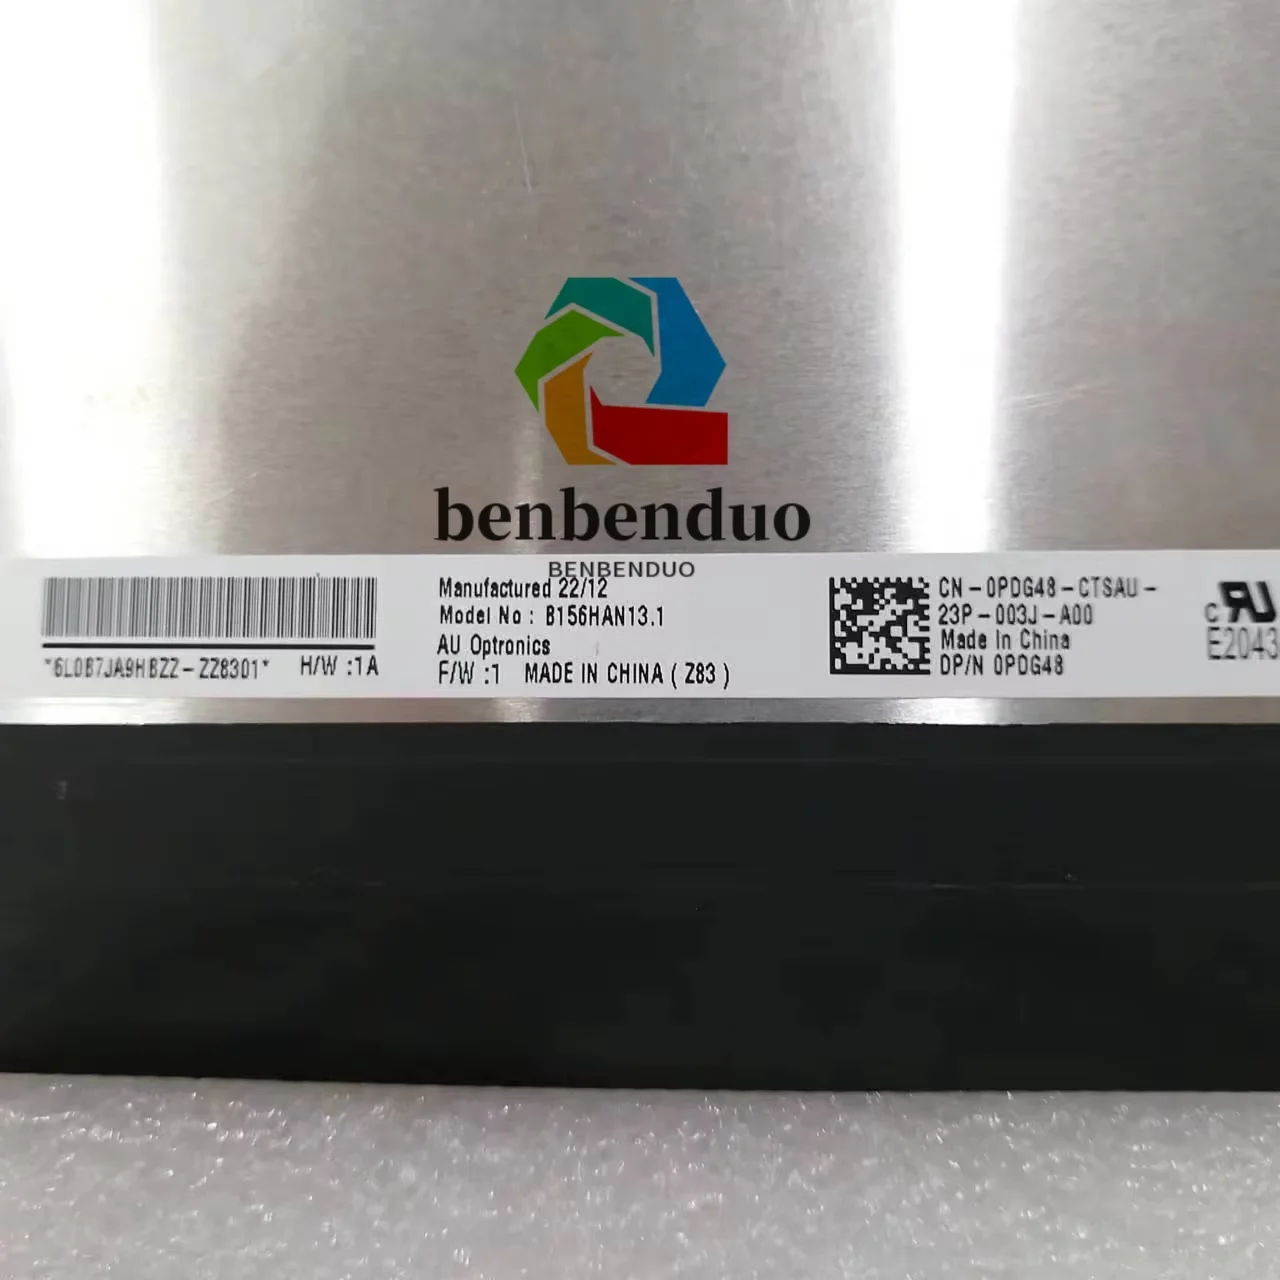 benbenduo
BENBENDUO
Manufactured 22/12
Model No : B156HAN13.1
AU Optronics
F/W :1 MADE IN CHINA ( Z83 )
*6L0B7JA9HBZZ-ZZ8301* H/W :1A
CN-0PDG48-CTSAU-
23P-003J-A00
Made In China
DP/N 0PDG48
c RU
E2043